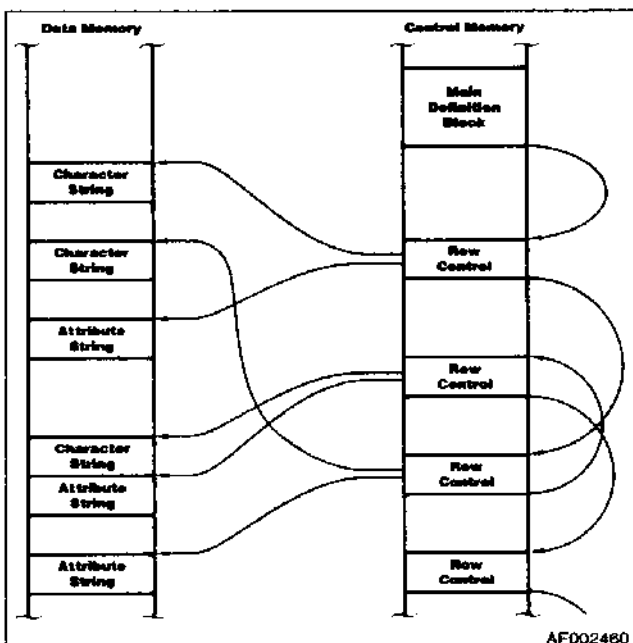 Data Memory
Control Memory
Main
Definition
Block
Character
String
Character
String
Attribute
String
Character
String
Attribute
String
Attribute
String
Row
Control
Row
Control
Row
Control
Row
Control
AF002460